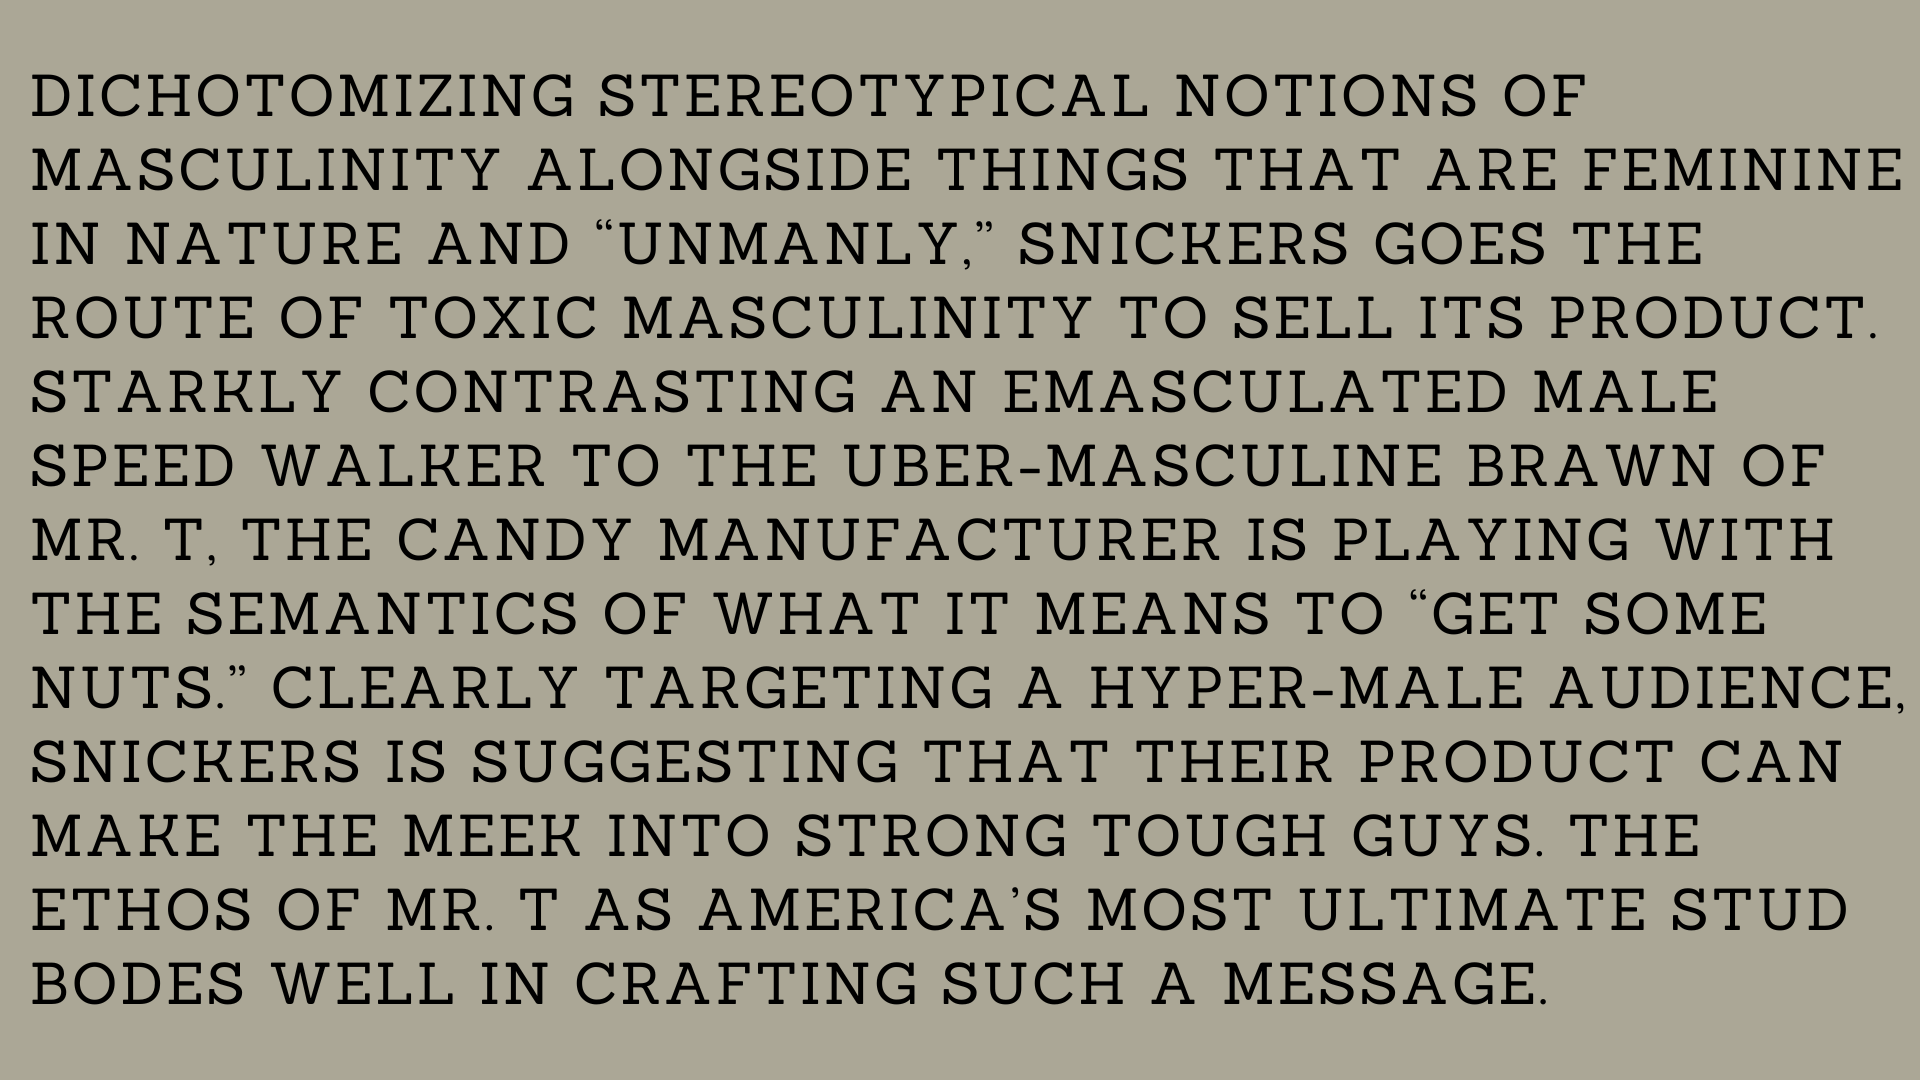 DICHOTOMIZING STEREOTYPICAL NOTIONS OF
MASCULINITY ALONGSIDE THINGS THAT ARE FEMININE
IN NATURE AND “UNMANLY,” SNICKERS GOES THE
ROUTE OF TOXIC MASCULINITY TO SELL ITS PRODUCT.
STARKLY CONTRASTING AN EMASCULATED MALE
SPEED WALKER TO THE UBER-MASCULINE BRAWN OF
MR. T, THE CANDY MANUFACTURER IS PLAYING WITH
THE SEMANTICS OF WHAT IT MEANS TO “GET SOME
NUTS.” CLEARLY TARGETING A HYPER-MALE AUDIENCE,
SNICKERS IS SUGGESTING THAT THEIR PRODUCT CAN
MAKE THE MEEK INTO STRONG TOUGH GUYS. THE
ETHOS OF MR. T AS AMERICA’S MOST ULTIMATE STUD
BODES WELL IN CRAFTING SUCH A MESSAGE.